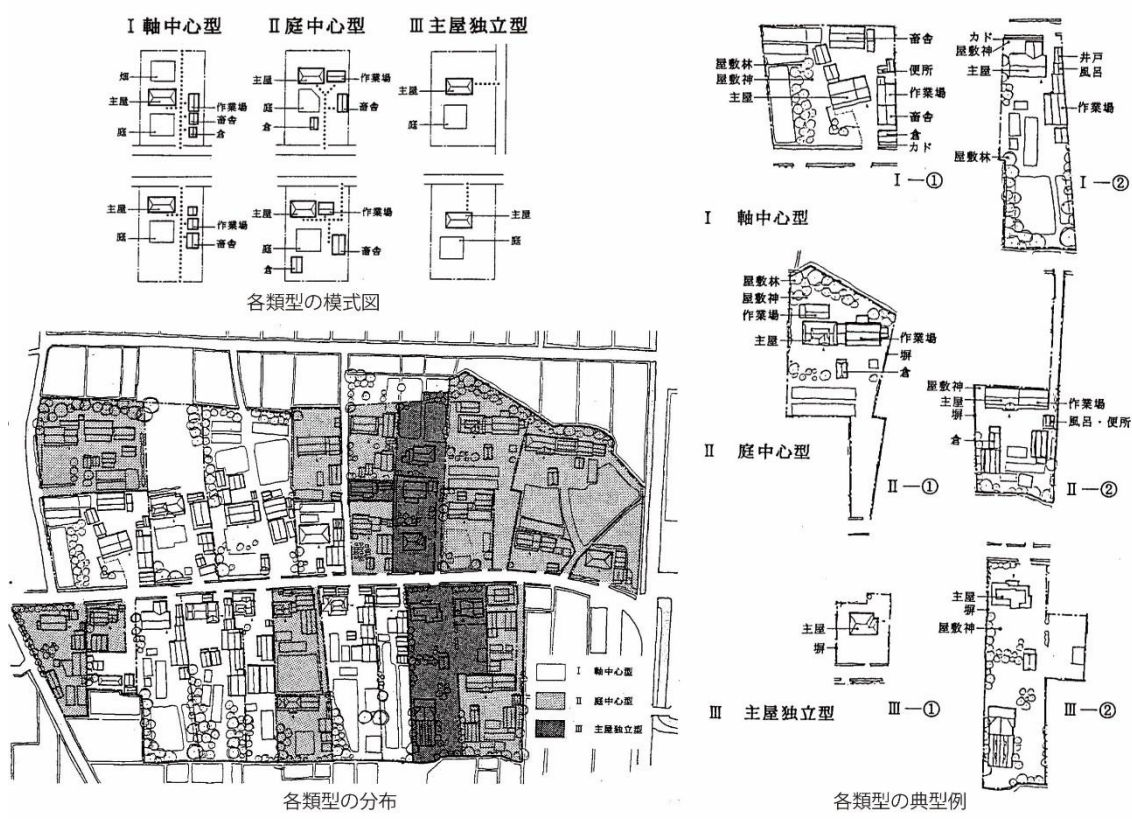 I 軸中心型
II 庭中心型
III 主屋独立型
畑
主屋
作業場
畜舎
庭
倉
主屋
作業場
庭
畜舎
倉
主屋
庭
主屋
作業場
庭
畜舎
主屋
作業場
庭
畜舎
倉
主屋
庭
各類型の模式図
I 軸中心型
II 庭中心型
III 主屋独立型
各類型の分布
畜舎
屋敷林
屋敷神
便所
主屋
作業場
畜舎
倉
カド
I―①
カド
屋敷神
主屋
井戸
風呂
作業場
屋敷林
I―②
I 軸中心型
屋敷林
屋敷神
作業場
主屋
作業場
塀
倉
II―①
屋敷神
主屋
塀
作業場
風呂・便所
倉
II―②
II 庭中心型
主屋
塀
III―①
主屋
塀
屋敷神
III―②
III 主屋独立型
各類型の典型例